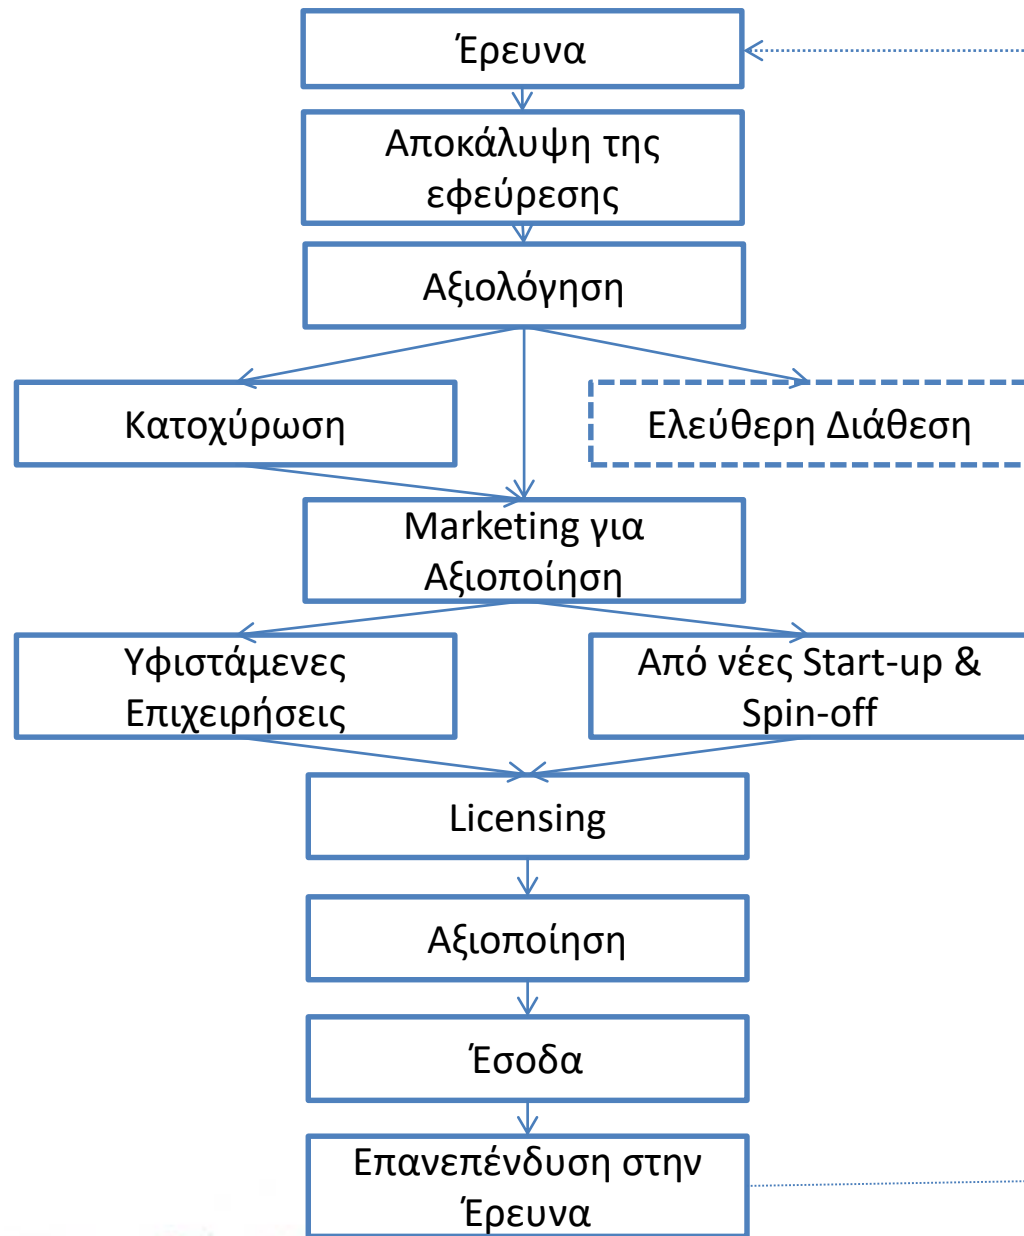 Έρευνα
Αποκάλυψη της
εφεύρεσης
Αξιολόγηση
Κατοχύρωση
Ελεύθερη Διάθεση
Marketing για
Αξιοποίηση
Υφιστάμενες
Επιχειρήσεις
Από νέες Start-up &
Spin-off
Licensing
Αξιοποίηση
Έσοδα
Επανεπένδυση στην
Έρευνα